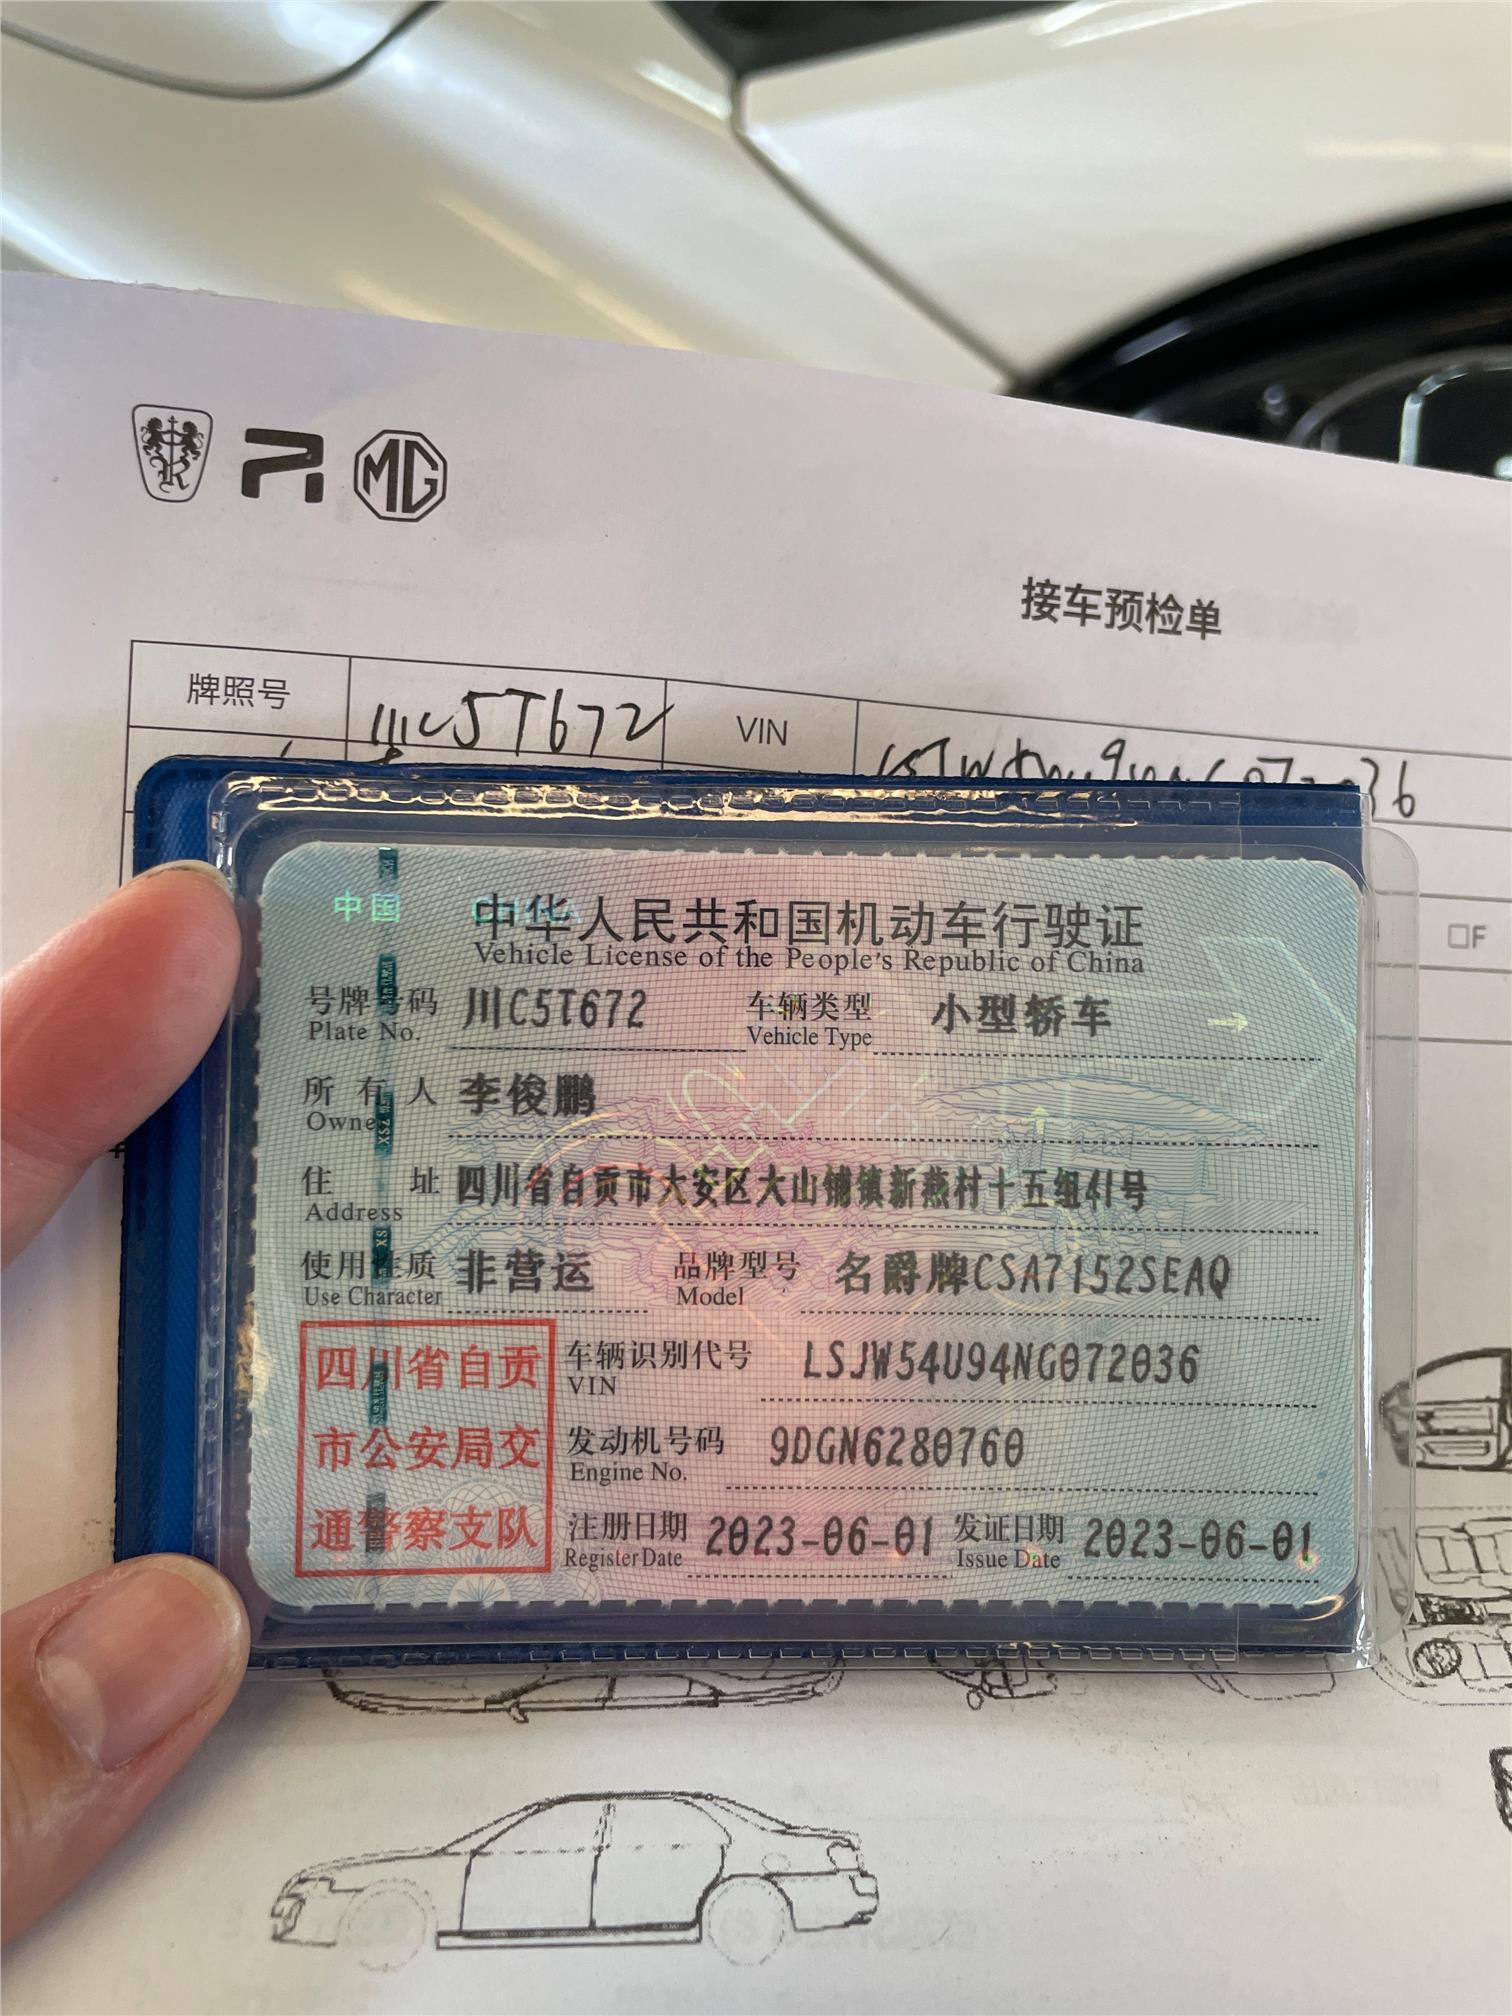 MG
接车预检单
牌照号 川C5T672 VIN
36
□F
中国
中华人民共和国机动车行驶证
Vehicle License of the People's Republic of China
号牌号码 川C5T672 车辆类型 小型轿车
Plate No. Vehicle Type
所有人 李俊鹏
Owner
住址 四川省自贡市大安区大山铺镇新燕村十五组41号
Address
使用性质 非营运 品牌型号 名爵牌CSA7152SEAQ
Use Character Model
四川省自贡
市公安局交
通警察支队
车辆识别代号 LSJW54U94NG072036
VIN
发动机号码 9DGN6280760
Engine No.
注册日期 2023-06-01 发证日期 2023-06-01
Register Date Issue Date